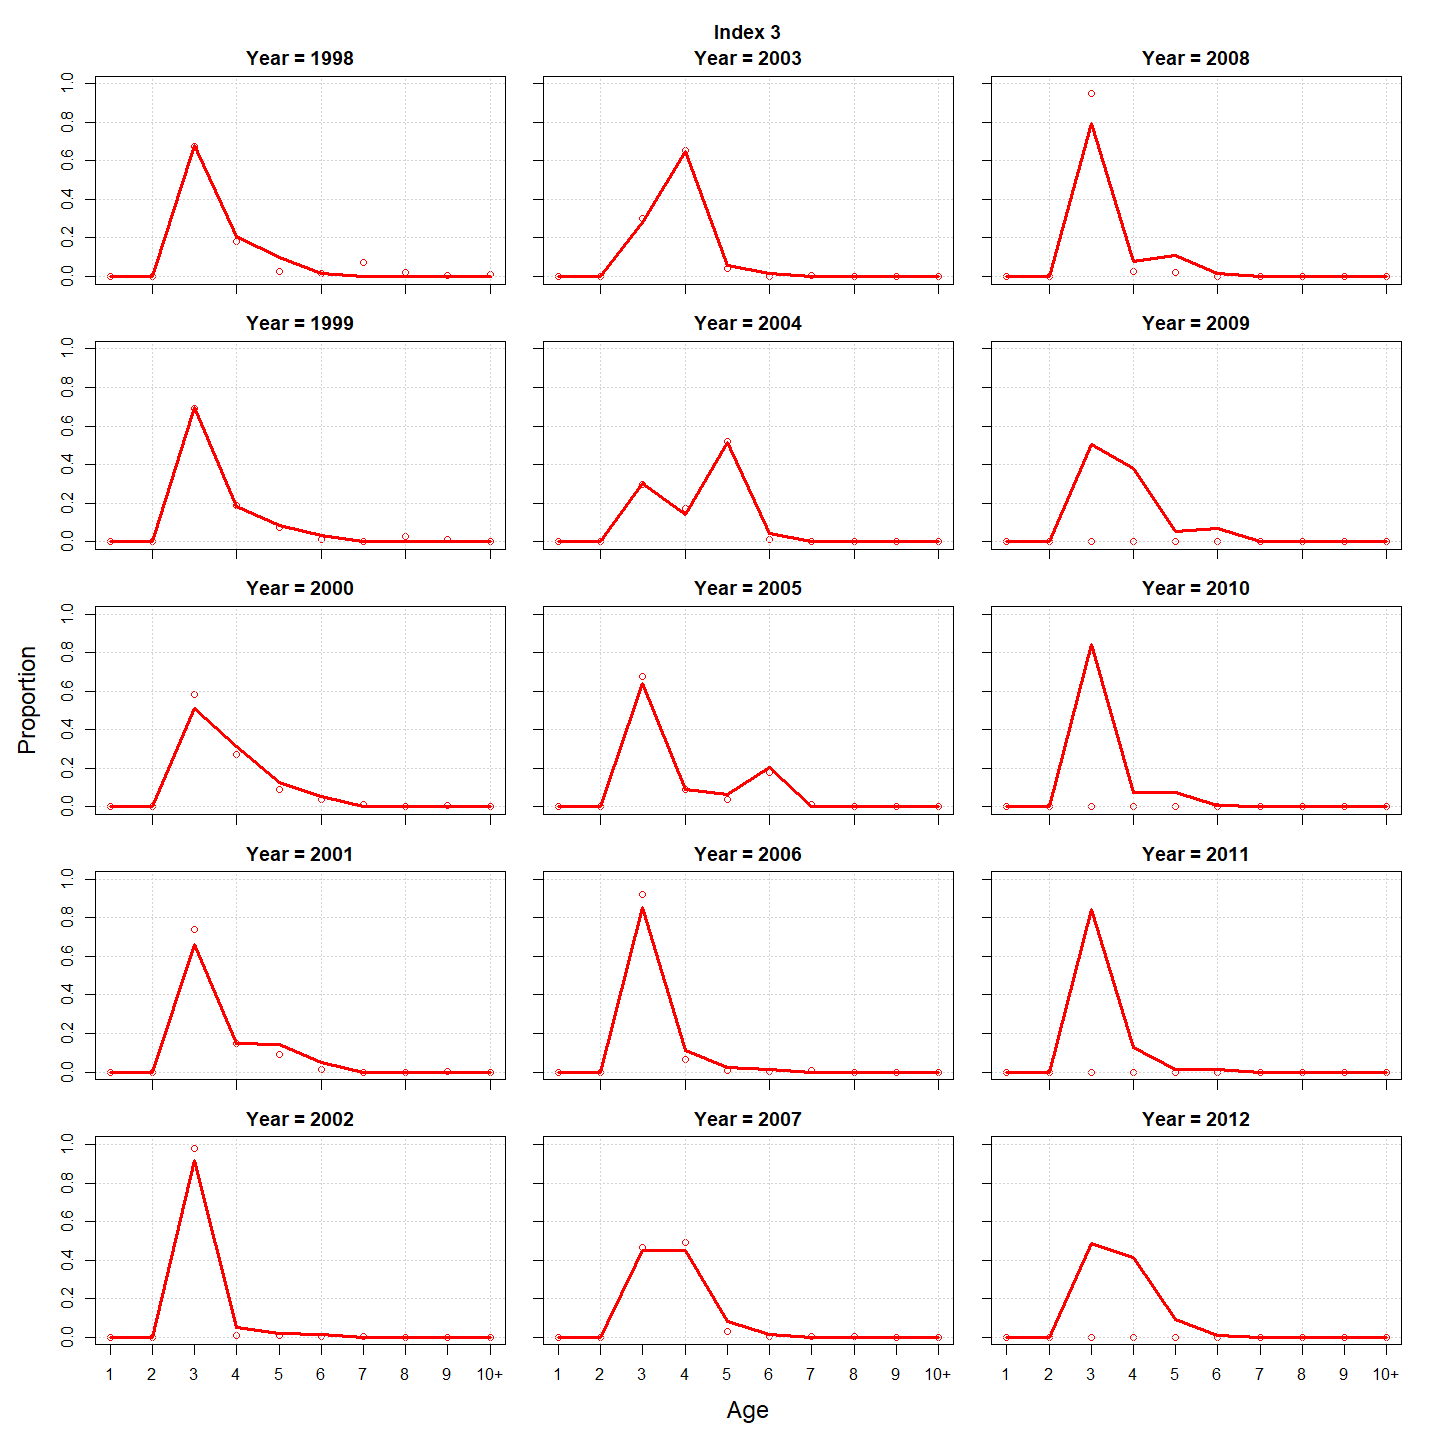 Index 3
Year = 1998
Year = 2003
Year = 2008
0.0 0.2 0.4 0.6 0.8 1.0
Year = 1999
Year = 2004
Year = 2009
0.0 0.2 0.4 0.6 0.8 1.0
Year = 2000
Year = 2005
Year = 2010
0.0 0.2 0.4 0.6 0.8 1.0
Proportion
Year = 2001
Year = 2006
Year = 2011
0.0 0.2 0.4 0.6 0.8 1.0
Year = 2002
Year = 2007
Year = 2012
0.0 0.2 0.4 0.6 0.8 1.0
1 2 3 4 5 6 7 8 9 10+
1 2 3 4 5 6 7 8 9 10+
1 2 3 4 5 6 7 8 9 10+
Age